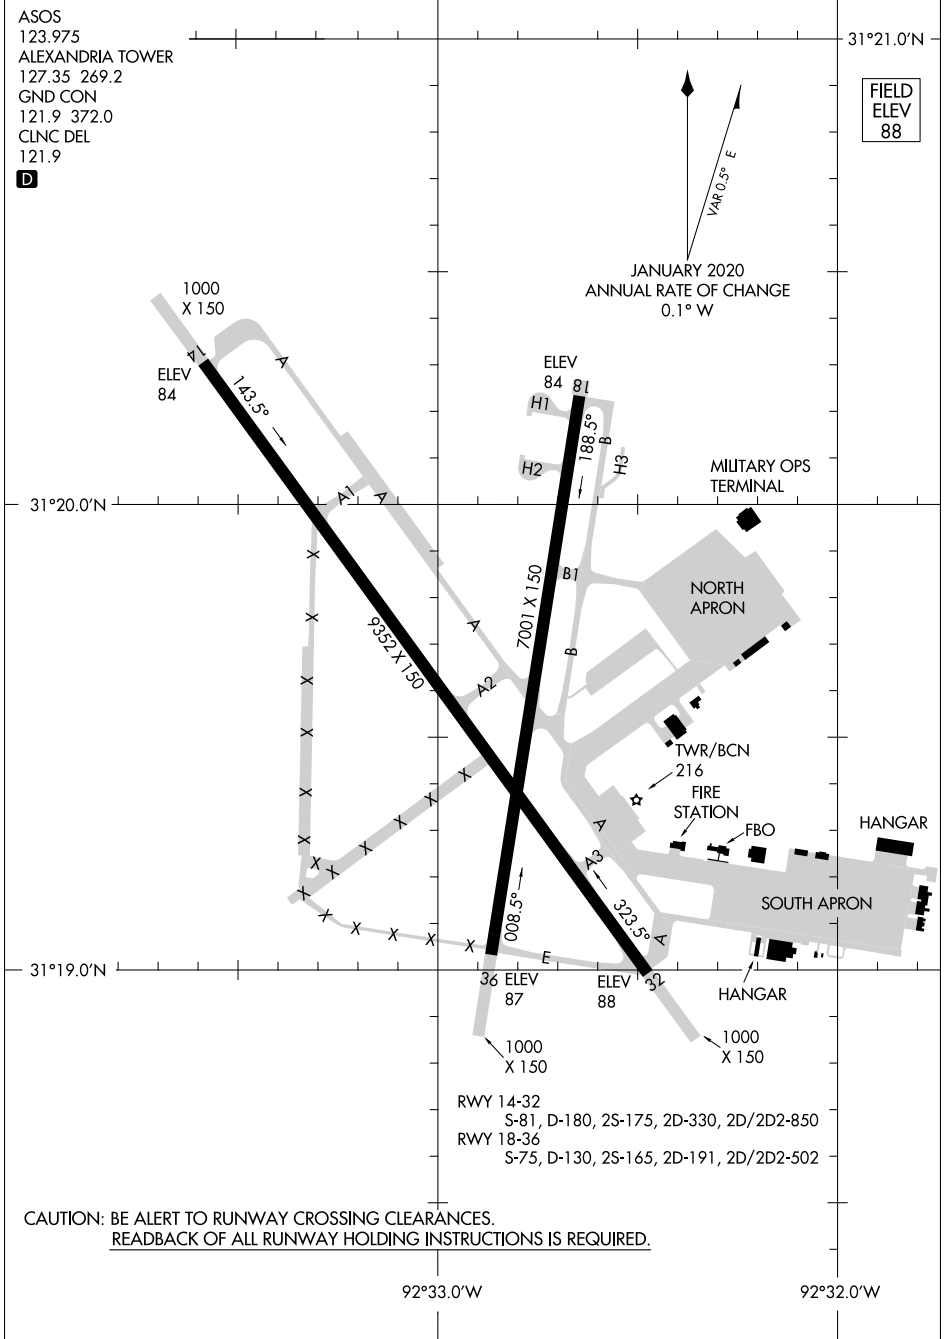 ASOS
123.975
ALEXANDRIA TOWER
127.35 269.2
GND CON
121.9 372.0
CLNC DEL
121.9
D
31°21.0'N
FIELD
ELEV
88
VAR 0.5° E
JANUARY 2020
ANNUAL RATE OF CHANGE
0.1° W
1000
X 150
14
ELEV
84
143.5°
A
ELEV
84
18
H1
188.5°
B
H2
H3
MILITARY OPS
TERMINAL
A1
A
31°20.0'N
X
B1
NORTH
APRON
7001 X 150
X
9352 X 150
A
B
X
A2
X
TWR/BCN
216
X
X
X
FIRE
STATION
X
X
A
FBO
HANGAR
X
X
X
X
A3
X
SOUTH APRON
X
008.5°
323.5°
X
X
X
X
A
E
31°19.0'N
36
ELEV
87
ELEV
88
32
HANGAR
1000
X 150
1000
X 150
RWY 14-32
S-81, D-180, 2S-175, 2D-330, 2D/2D2-850
RWY 18-36
S-75, D-130, 2S-165, 2D-191, 2D/2D2-502
CAUTION: BE ALERT TO RUNWAY CROSSING CLEARANCES.
READBACK OF ALL RUNWAY HOLDING INSTRUCTIONS IS REQUIRED.
92°33.0'W
92°32.0'W